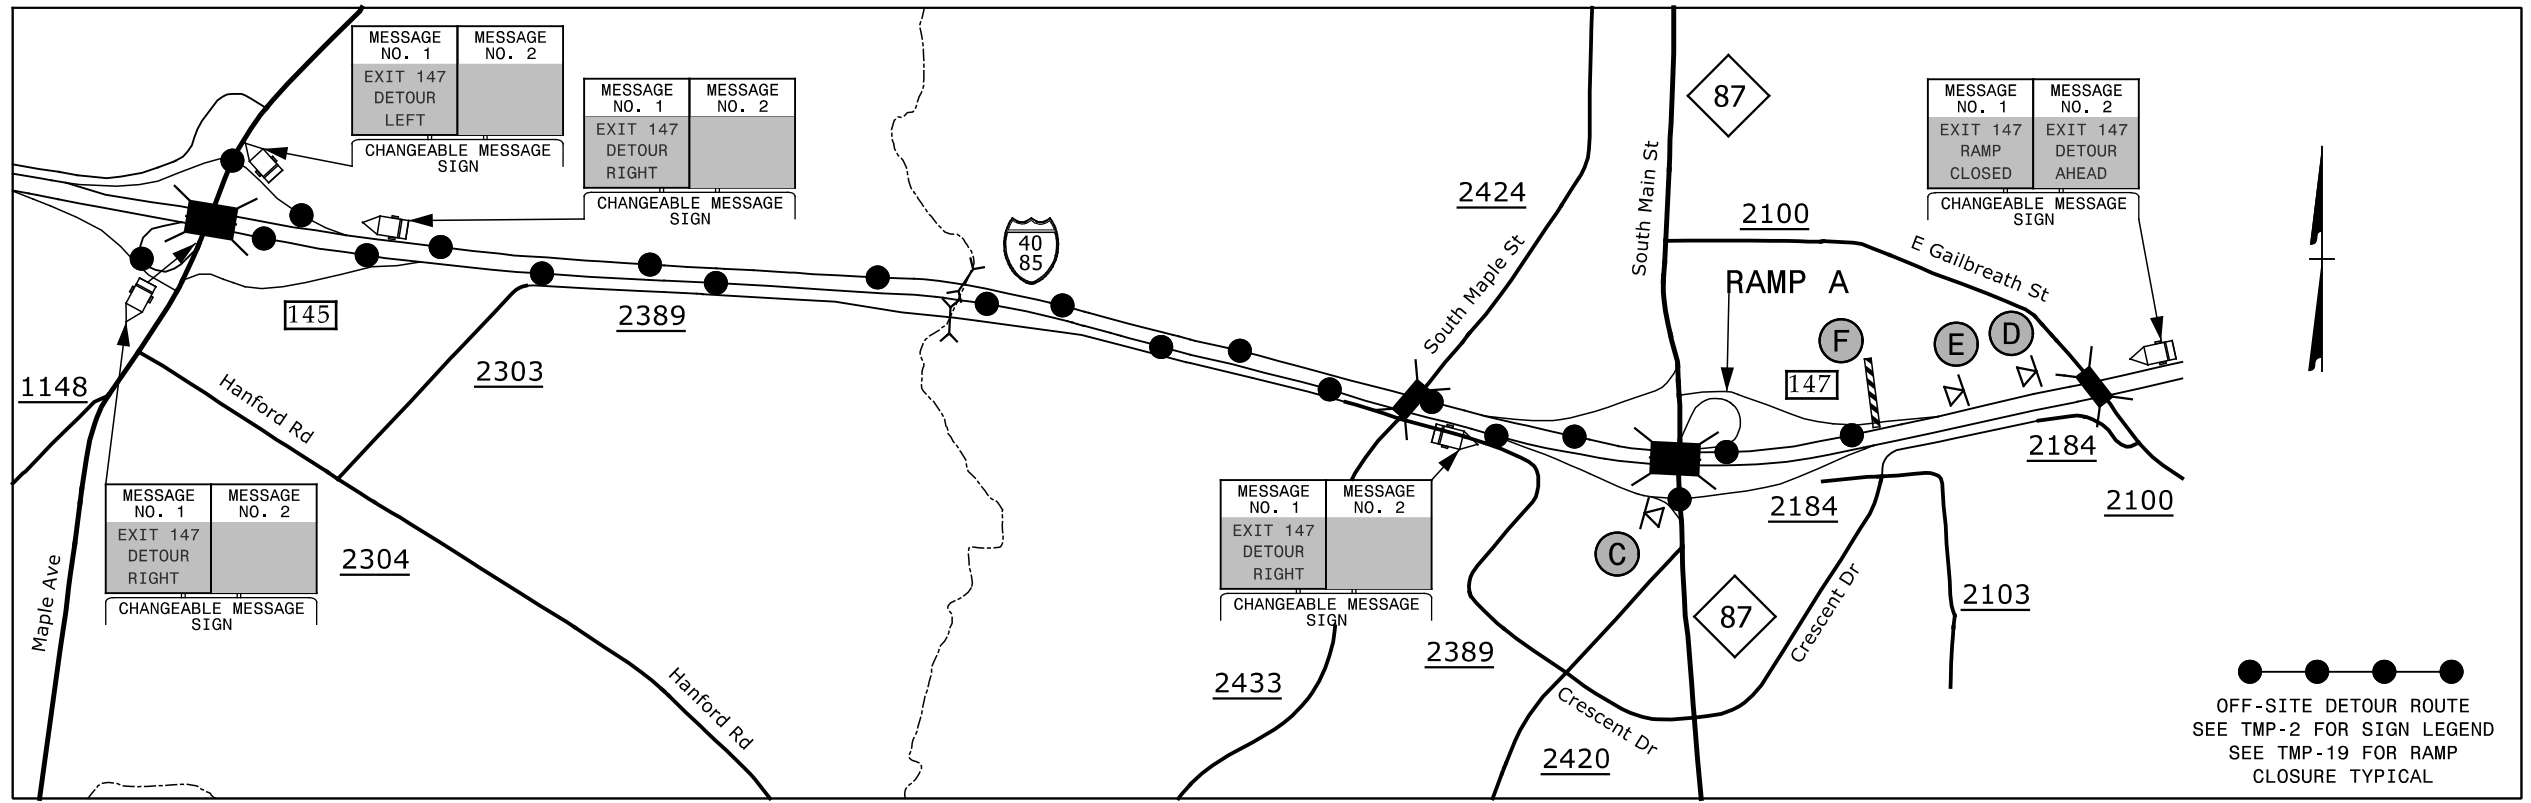 MESSAGE NO. 1
MESSAGE NO. 2
EXIT 147
DETOUR
LEFT
CHANGEABLE MESSAGE
SIGN
MESSAGE NO. 1
MESSAGE NO. 2
EXIT 147
DETOUR
RIGHT
CHANGEABLE MESSAGE
SIGN
87
MESSAGE NO. 1
MESSAGE NO. 2
EXIT 147
RAMP
CLOSED
EXIT 147
DETOUR
AHEAD
CHANGEABLE MESSAGE
SIGN
2424
South Main St
2100
E Gailbreath St
40
85
South Maple St
RAMP A
145
2389
2303
F
E
D
147
1148
Hanford Rd
2184
2100
MESSAGE NO. 1
MESSAGE NO. 2
EXIT 147
DETOUR
RIGHT
CHANGEABLE MESSAGE
SIGN
Maple Ave
2304
MESSAGE NO. 1
MESSAGE NO. 2
EXIT 147
DETOUR
RIGHT
CHANGEABLE MESSAGE
SIGN
C
2184
87
Crescent Dr
2103
2389
2433
Hanford Rd
Crescent Dr
2420
OFF-SITE DETOUR ROUTE
SEE TMP-2 FOR SIGN LEGEND
SEE TMP-19 FOR RAMP
CLOSURE TYPICAL